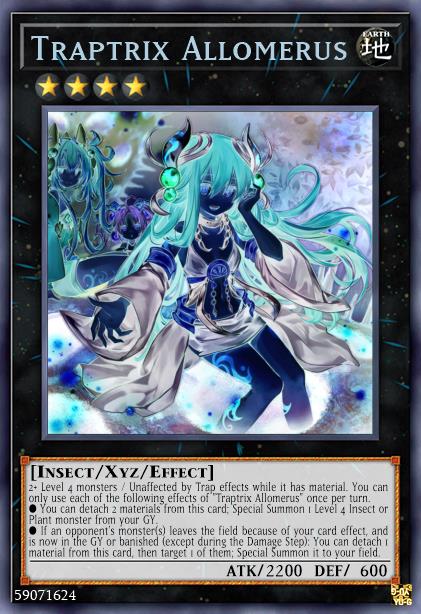 Traptrix Allomerus
EARTH
地
[Insect/Xyz/Effect]
2+ Level 4 monsters / Unaffected by Trap effects while it has material. You can
only use each of the following effects of "Traptrix Allomerus" once per turn.
● You can detach 2 materials from this card; Special Summon 1 Level 4 Insect or
Plant monster from your GY.
● If an opponent's monster(s) leaves the field because of your card effect, and
is now in the GY or banished (except during the Damage Step): You can detach 1
material from this card, then target 1 of them; Special Summon it to your field.
ATK/2200 DEF/ 600
59071624